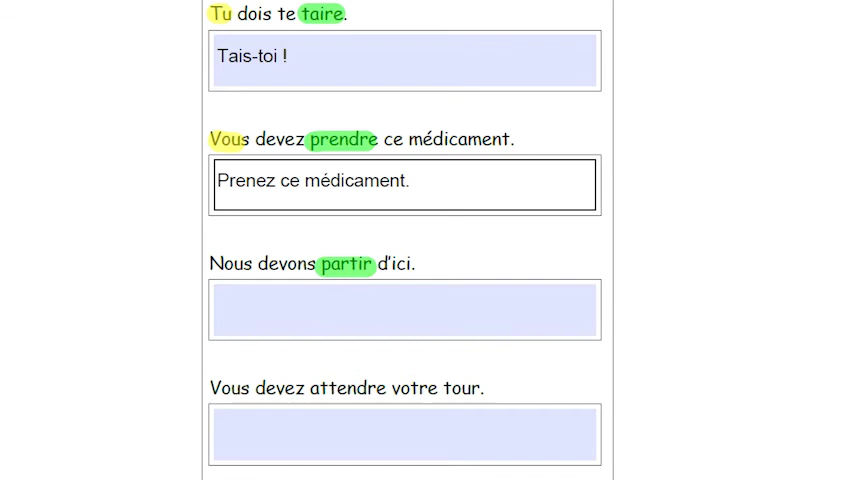 Tu dois te taire.
Tais-toi !
Vous devez prendre ce médicament.
Prenez ce médicament.
Nous devons partir d'ici.
Vous devez attendre votre tour.